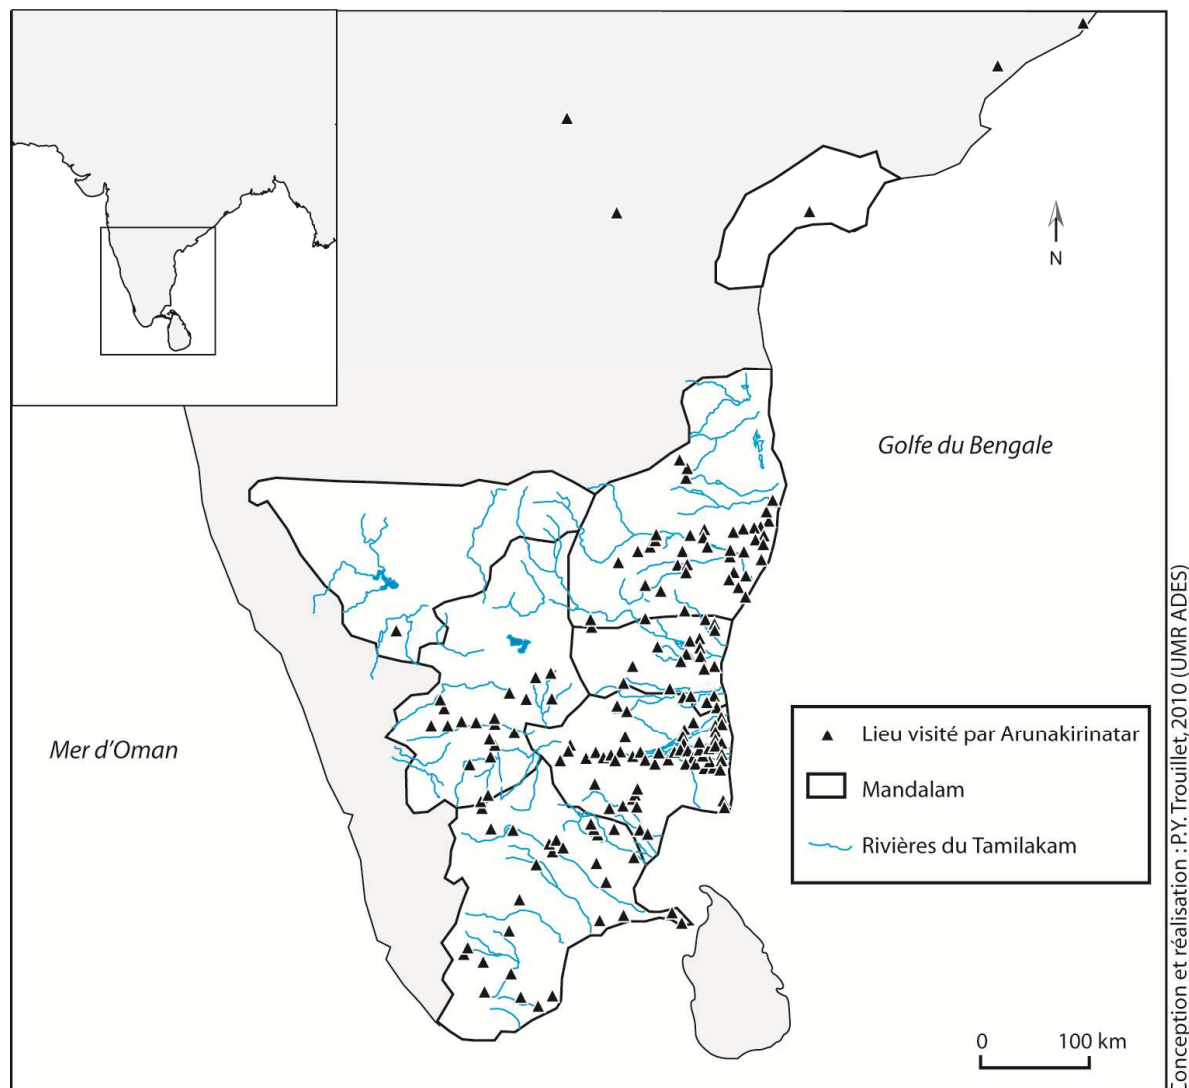 N
Golfe du Bengale
Mer d'Oman
Lieu visité par Arunakirinatar
Mandalam
Rivières du Tamilakam
0 100 km
Conception et réalisation : P.Y. Trouillet, 2010 (UMR ADES)